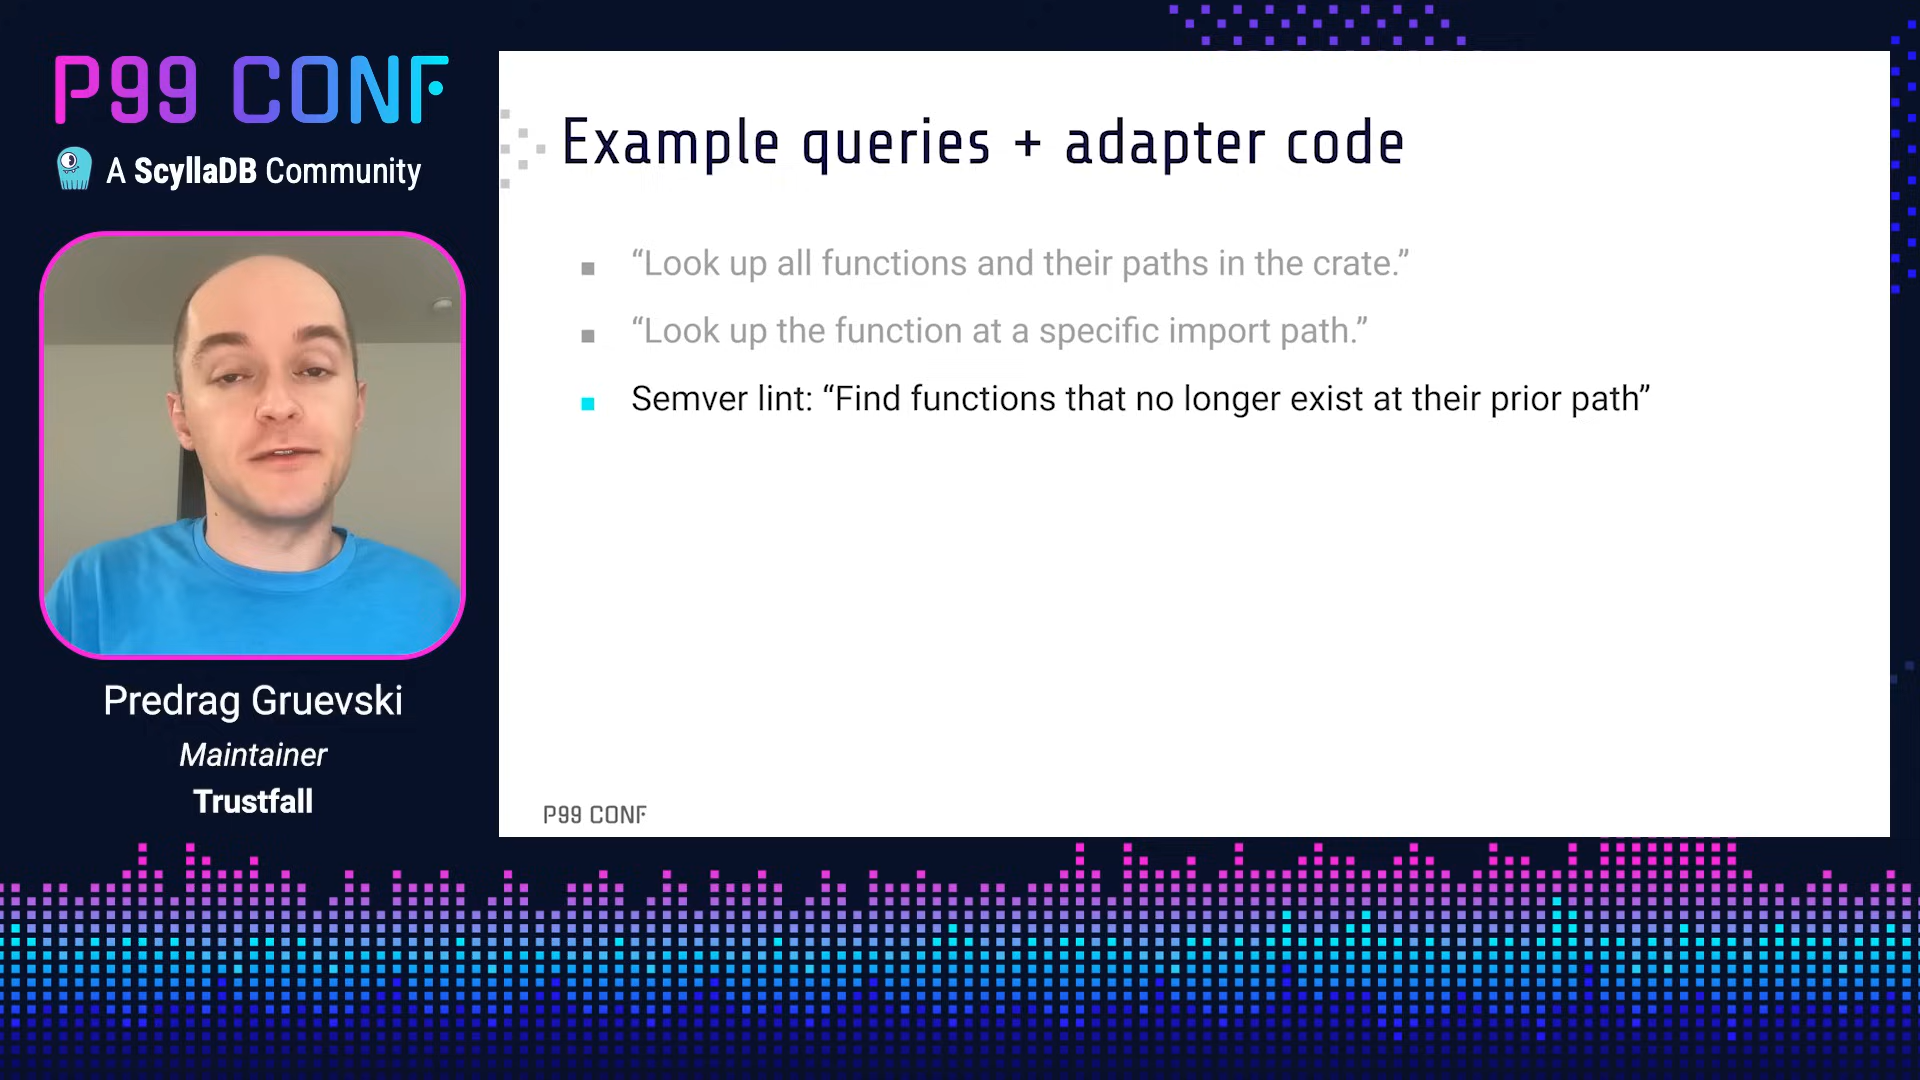 P99 CONF
A ScyllaDB Community
Predrag Gruevski
Maintainer
Trustfall
Example queries + adapter code
“Look up all functions and their paths in the crate.”
“Look up the function at a specific import path.”
Semver lint: “Find functions that no longer exist at their prior path”
P99 CONF